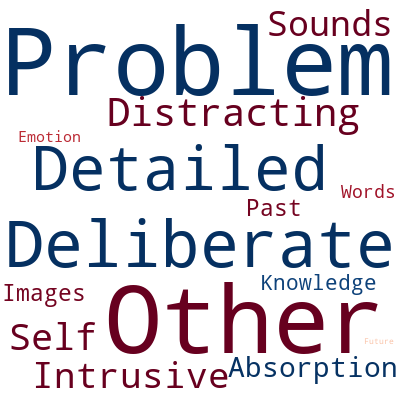 Sounds
Problem
Distracting
Emotion
Detailed
Words
Past
Deliberate
Knowledge
Images
Other
Self
Future
Absorption
Intrusive